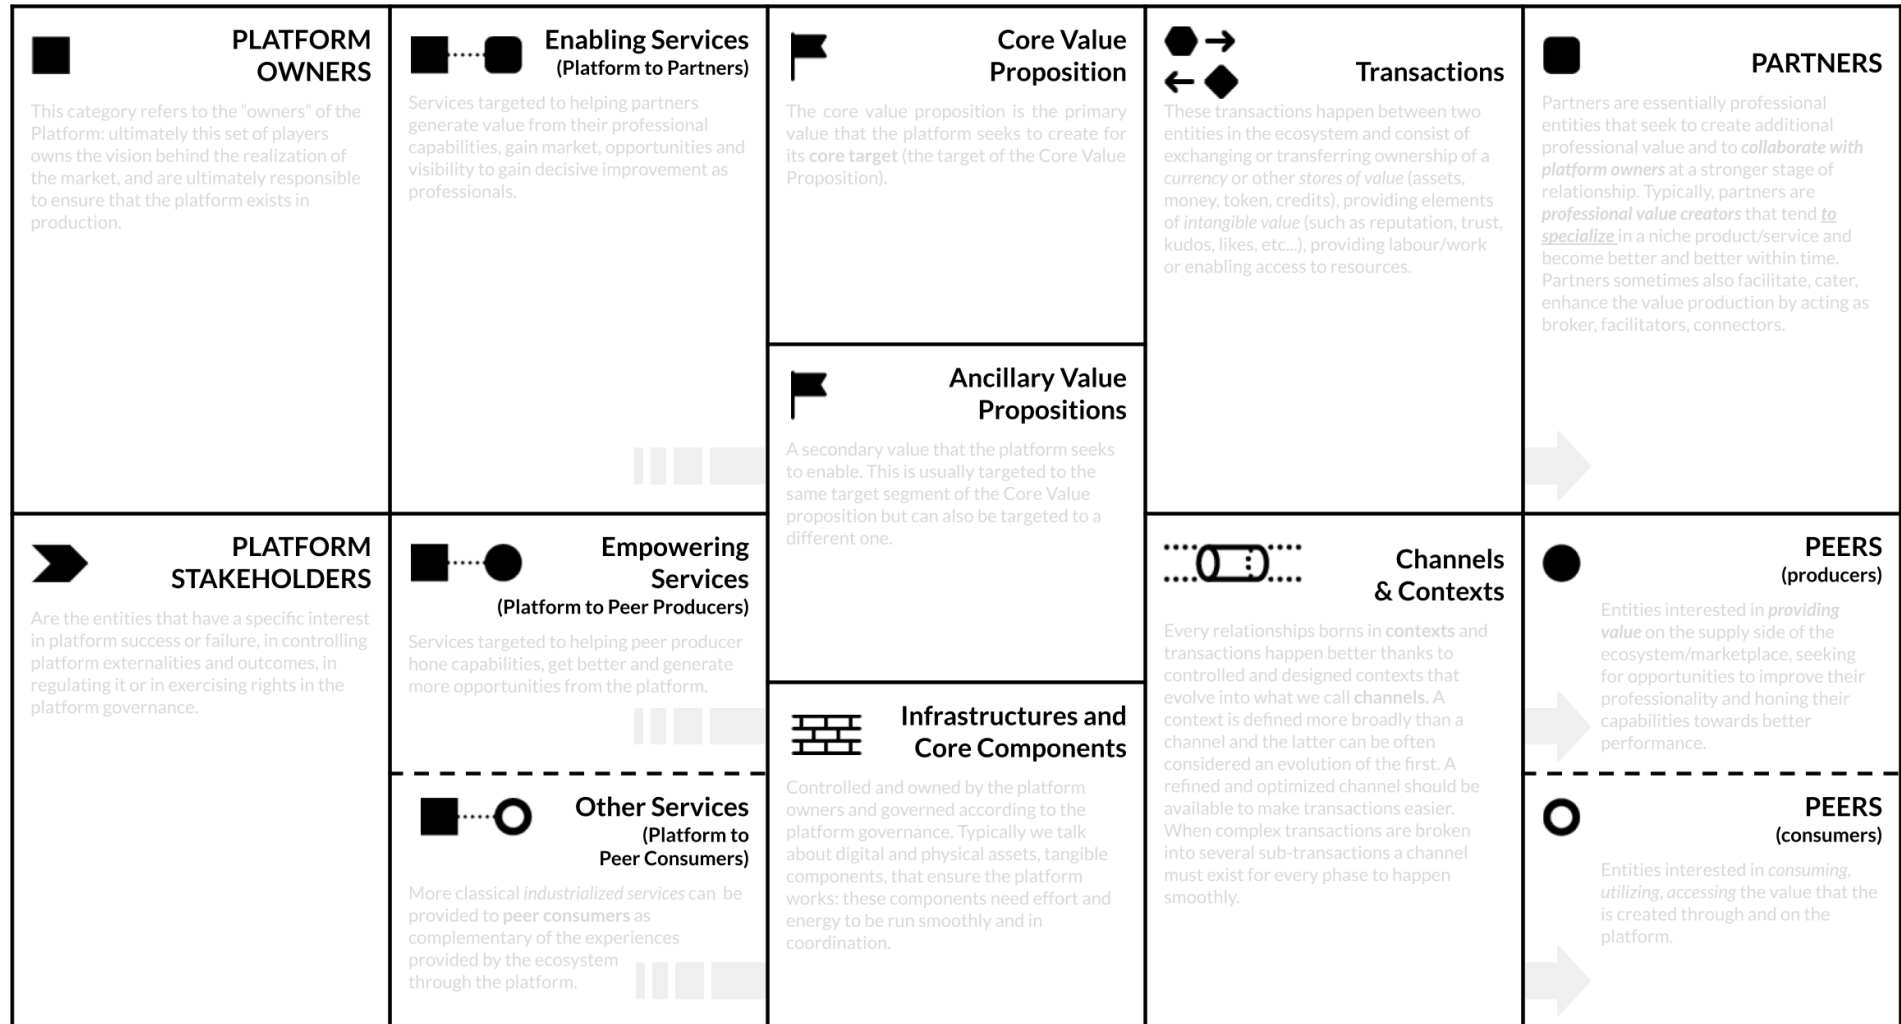 PLATFORM
OWNERS
This category refers to the “owners” of the
Platform: ultimately this set of players
owns the vision behind the realization of
the market, and are ultimately responsible
to ensure that the platform exists in
production.
Enabling Services
(Platform to Partners)
Services targeted to helping partners
generate value from their professional
capabilities, gain market, opportunities and
visibility to gain decisive improvement as
professionals.
Core Value
Proposition
The core value proposition is the primary
value that the platform seeks to create for
its core target (the target of the Core Value
Proposition).
Transactions
These transactions happen between two
entities in the ecosystem and consist of
exchanging or transferring ownership of a
currency or other stores of value (assets,
money, token, credits), providing elements
of intangible value (such as reputation, trust,
kudos, likes, etc...), providing labour/work
or enabling access to resources.
PARTNERS
Partners are essentially professional
entities that seek to create additional
professional value and to collaborate with
platform owners at a stronger stage of
relationship. Typically, partners are
professional value creators that tend to
specialize in a niche product/service and
become better and better within time.
Partners sometimes also facilitate, cater,
enhance the value production by acting as
broker, facilitators, connectors.
Ancillary Value
Propositions
A secondary value that the platform seeks
to enable. This is usually targeted to the
same target segment of the Core Value
proposition but can also be targeted to a
different one.
PLATFORM
STAKEHOLDERS
Are the entities that have a specific interest
in platform success or failure, in controlling
platform externalities and outcomes, in
regulating it or in exercising rights in the
platform governance.
Empowering
Services
(Platform to Peer Producers)
Services targeted to helping peer producer
hone capabilities, get better and generate
more opportunities from the platform.
Other Services
(Platform to
Peer Consumers)
More classical industrialized services can be
provided to peer consumers as
complementary of the experiences
provided by the ecosystem
through the platform.
Infrastructures and
Core Components
Controlled and owned by the platform
owners and governed according to the
platform governance. Typically we talk
about digital and physical assets, tangible
components, that ensure the platform
works: these components need effort and
energy to be run smoothly and in
coordination.
Channels
& Contexts
Every relationships borns in contexts and
transactions happen better thanks to
controlled and designed contexts that
evolve into what we call channels. A
context is defined more broadly than a
channel and the latter can be often
considered an evolution of the first. A
refined and optimized channel should be
available to make transactions easier.
When complex transactions are broken
into several sub-transactions a channel
must exist for every phase to happen
smoothly.
PEERS
(producers)
Entities interested in providing
value on the supply side of the
ecosystem/marketplace, seeking
for opportunities to improve their
professionality and honing their
capabilities towards better
performance.
PEERS
(consumers)
Entities interested in consuming,
utilizing, accessing the value that the
is created through and on the
platform.